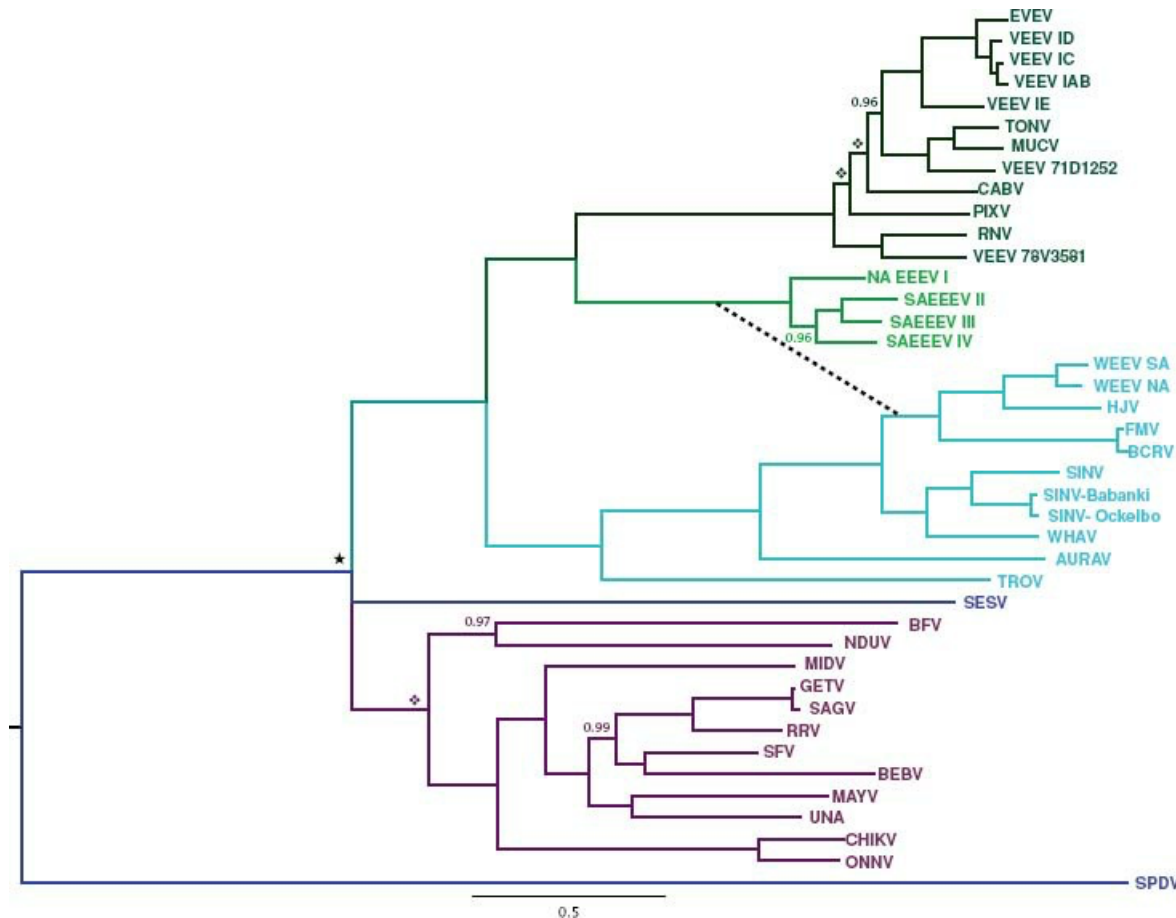 EVEV
VEEV ID
VEEV IC
VEEV IAB
0.96
VEEV IE
TONV
MUCV
VEEV 71D1252
CABV
PIXV
RNV
VEEV 78V3581
NA EEEV I
SAEEEV II
SAEEEV III
0.96
SAEEEV IV
WEEV SA
WEEV NA
HJV
FMV
BCRV
SINV
SINV-Babanki
SINV- Ockelbo
WHAV
AURAV
TROV
SESV
0.97
BFV
NDUV
MIDV
GETV
SAGV
0.99
RRV
SFV
BEBV
MAYV
UNA
CHIKV
ONNV
SPDV
0.5